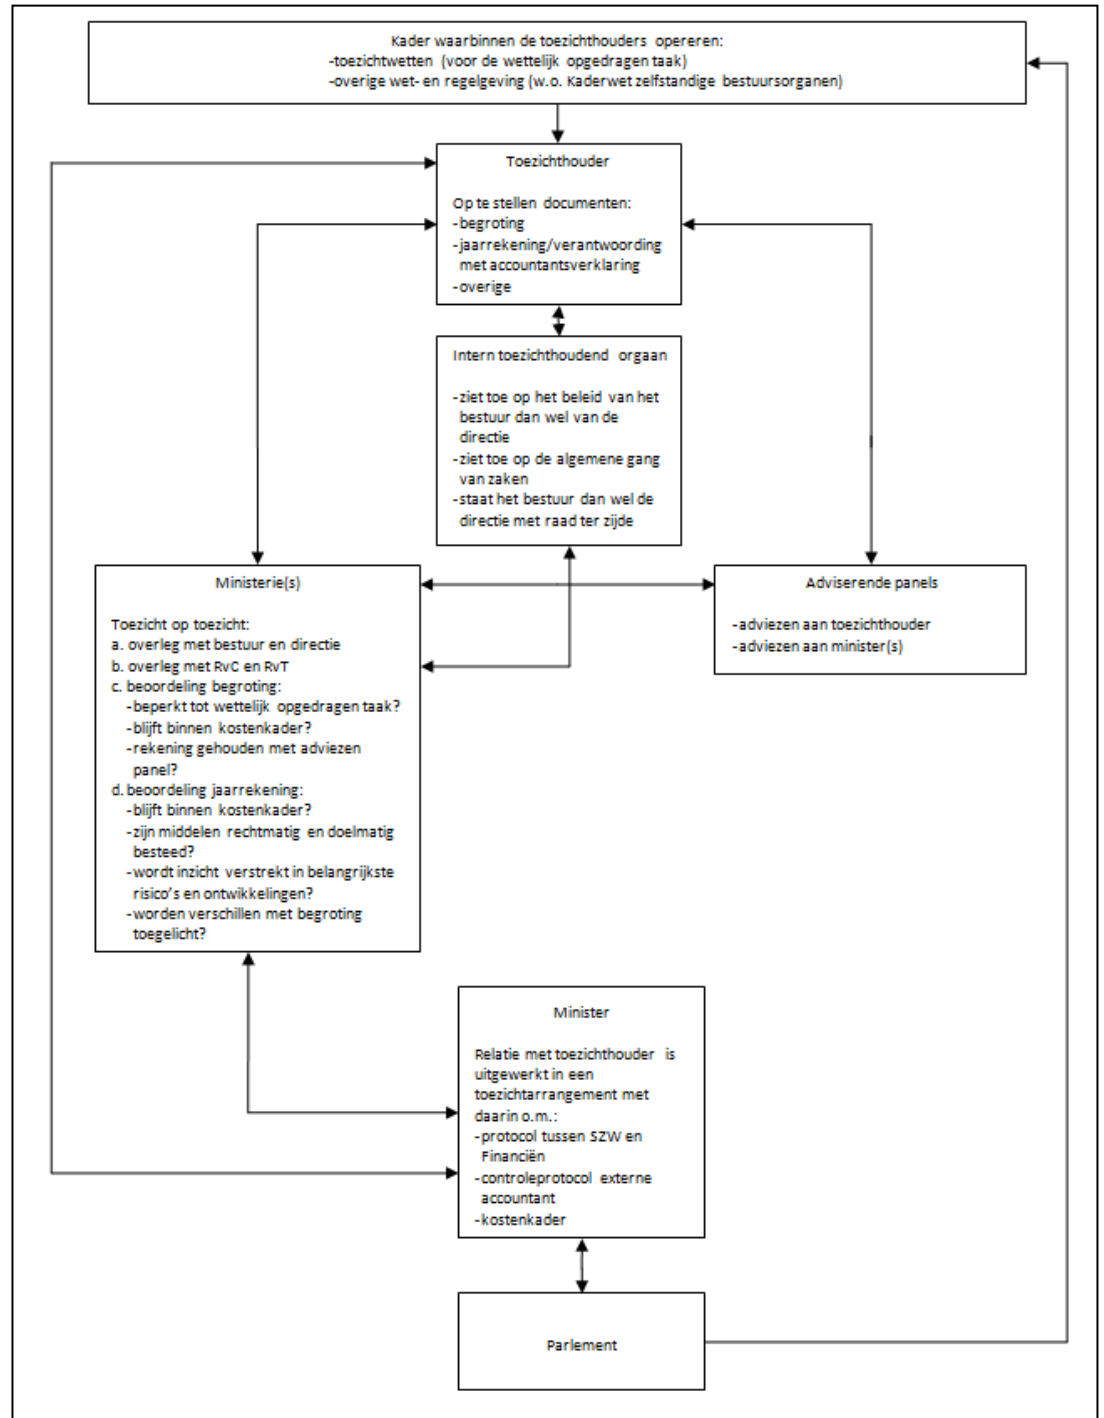 Kader waarbinnen de toezichthouders opereren:
-toezichtwetten (voor de wettelijk opgedragen taak)
-overige wet- en regelgeving (w.o. Kaderwet zelfstandige bestuursorganen)
Toezichthouder
Op te stellen documenten:
-begroting
-jaarrekening/verantwoording
met accountantsverklaring
-overige
Intern toezichthoudend orgaan
-ziet toe op het beleid van het
bestuur dan wel van de
directie
-ziet toe op de algemene gang
van zaken
-staat het bestuur dan wel de
directie met raad ter zijde
Ministerie(s)
Toezicht op toezicht:
a. overleg met bestuur en directie
b. overleg met RvC en RvT
c. beoordeling begroting:
-beperkt tot wettelijk opgedragen taak?
-blijft binnen kostenkader?
-rekening gehouden met adviezen
panel?
d. beoordeling jaarrekening:
-blijft binnen kostenkader?
-zijn middelen rechtmatig en doelmatig
besteed?
-wordt inzicht verstrekt in belangrijkste
risico's en ontwikkelingen?
-worden verschillen met begroting
toegelicht?
Adviserende panels
-adviezen aan toezichthouder
-adviezen aan minister(s)
Minister
Relatie met toezichthouder is
uitgewerkt in een
toezichtarrangement met
daarin o.m.:
-protocol tussen SZW en
Financiën
-controleprotocol externe
accountant
-kostenkader
Parlement